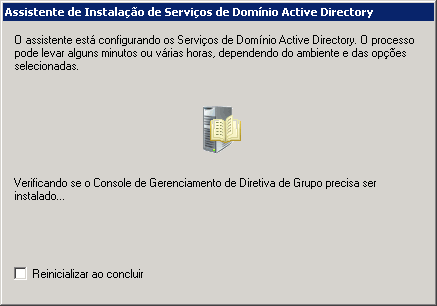 Assistente de Instalação de Serviços de Domínio Active Directory
O assistente está configurando os Serviços de Domínio Active Directory. O processo
pode levar alguns minutos ou várias horas, dependendo do ambiente e das opções
selecionadas.
Verificando se o Console de Gerenciamento de Diretiva de Grupo precisa ser
instalado...
Reinicializar ao concluir